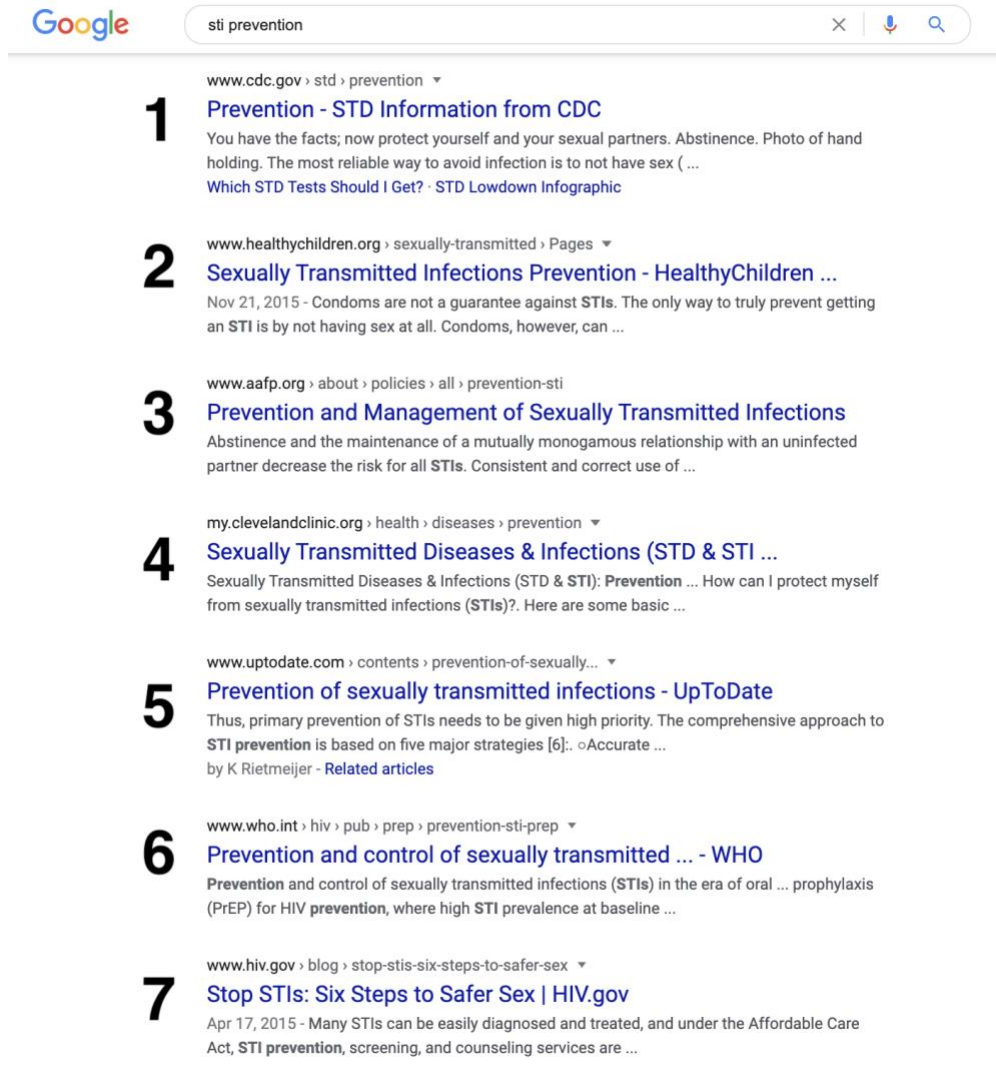 Google
sti prevention
www.cdc.gov › std › prevention
1
Prevention - STD Information from CDC
You have the facts; now protect yourself and your sexual partners. Abstinence. Photo of hand
holding. The most reliable way to avoid infection is to not have sex ( ...
Which STD Tests Should I Get? · STD Lowdown Infographic
www.healthychildren.org › sexually-transmitted › Pages
2
Sexually Transmitted Infections Prevention - HealthyChildren ...
Nov 21, 2015 - Condoms are not a guarantee against STIs. The only way to truly prevent getting
an STI is by not having sex at all. Condoms, however, can ...
www.aafp.org › about › policies › all › prevention-sti
3
Prevention and Management of Sexually Transmitted Infections
Abstinence and the maintenance of a mutually monogamous relationship with an uninfected
partner decrease the risk for all STIs. Consistent and correct use of ...
my.clevelandclinic.org › health › diseases › prevention
4
Sexually Transmitted Diseases & Infections (STD & STI ...
Sexually Transmitted Diseases & Infections (STD & STI): Prevention ... How can I protect myself
from sexually transmitted infections (STIs)?. Here are some basic ...
www.uptodate.com › contents › prevention-of-sexually...
5
Prevention of sexually transmitted infections - UpToDate
Thus, primary prevention of STIs needs to be given high priority. The comprehensive approach to
STI prevention is based on five major strategies [6]:. ○Accurate ...
by K Rietmeijer - Related articles
www.who.int › hiv › pub › prep › prevention-sti-prep
6
Prevention and control of sexually transmitted ... - WHO
Prevention and control of sexually transmitted infections (STIs) in the era of oral ... prophylaxis
(PrEP) for HIV prevention, where high STI prevalence at baseline ...
www.hiv.gov › blog › stop-stis-six-steps-to-safer-sex
7
Stop STIs: Six Steps to Safer Sex | HIV.gov
Apr 17, 2015 - Many STIs can be easily diagnosed and treated, and under the Affordable Care
Act, STI prevention, screening, and counseling services are ...